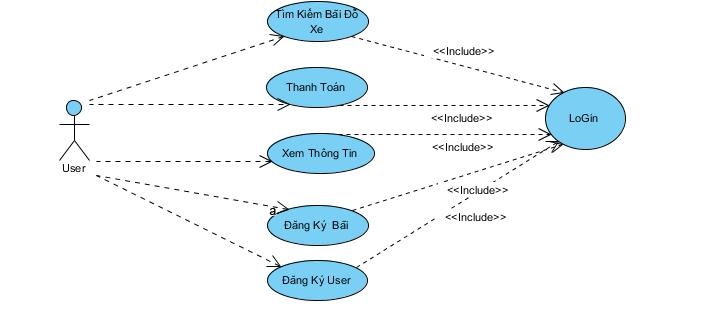 Tìm Kiếm Bãi Đỗ
Xe
<<Include>>
Thanh Toán
LoGin
<<Include>>
Xem Thông Tin
<<Include>>
User
<<Include>>
a.
Đăng Ký Bãi
<<Include>>
Đăng Ký User